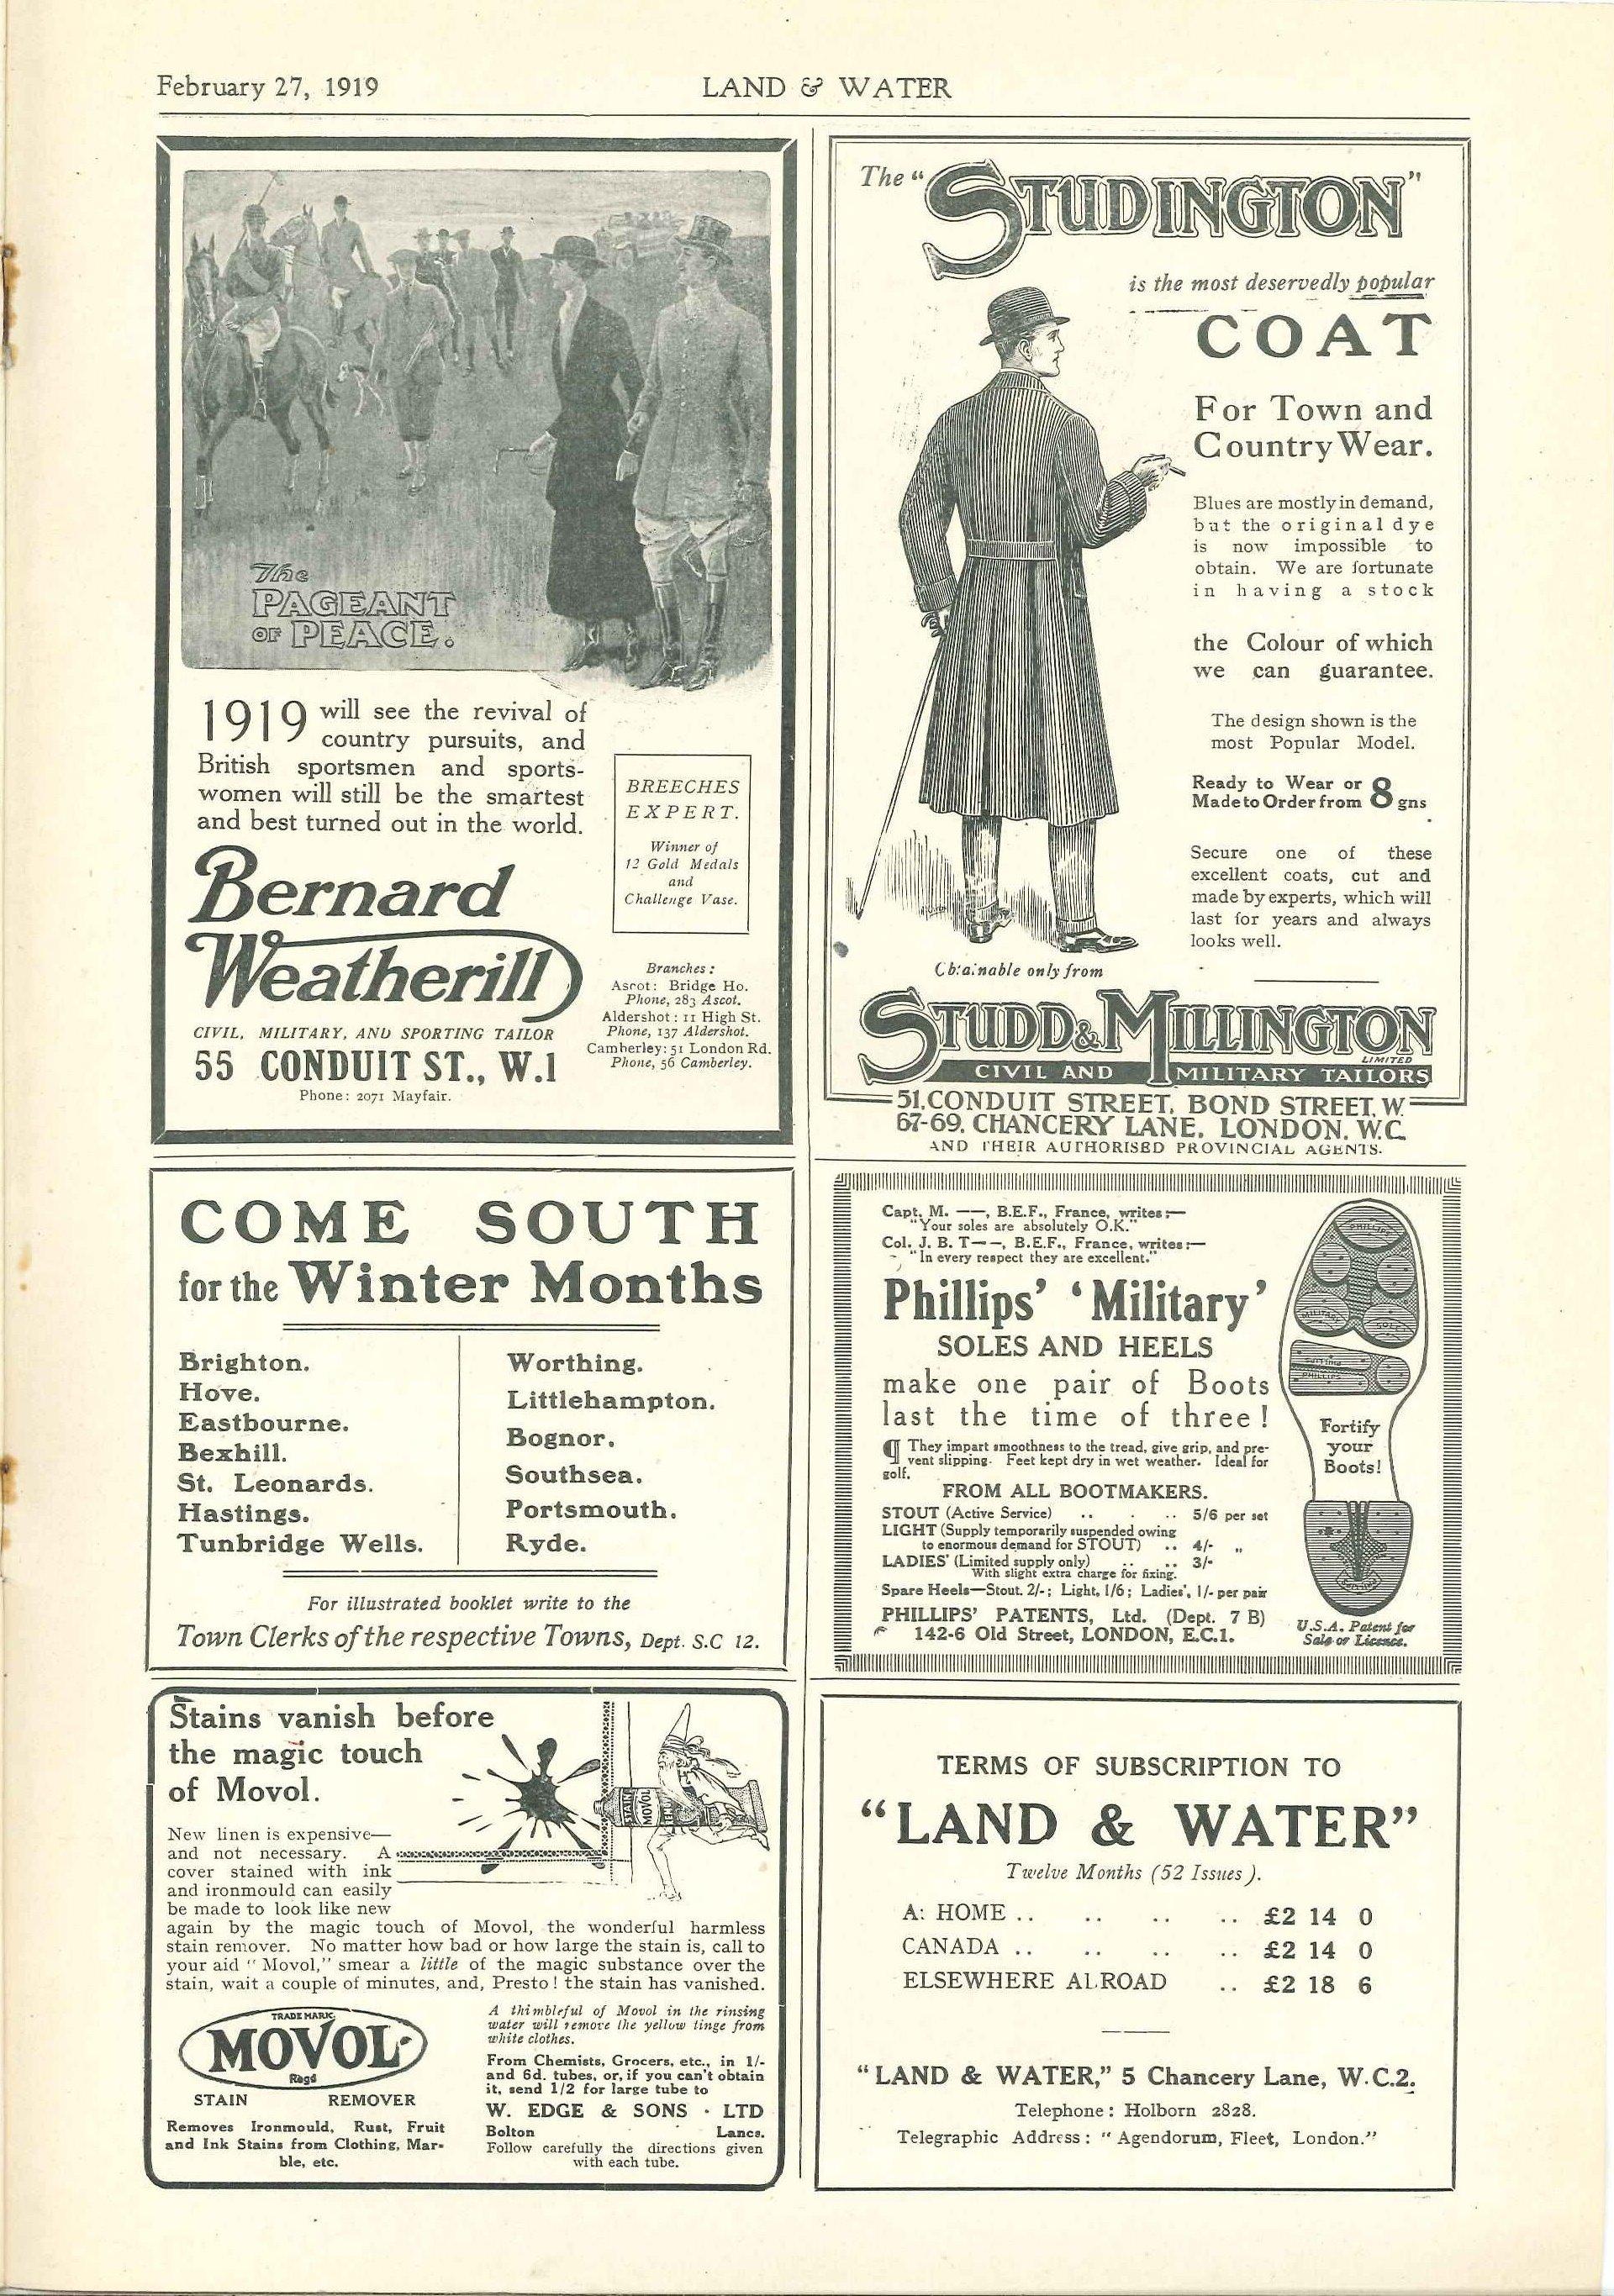 February 27, 1919
LAND & WATER
The
PAGEANT
OF PEACE.
1919 will see the revival of
country pursuits, and
British sportsmen and sports-
women will still be the smartest
and best turned out in the world.
BREECHES
EXPERT.
Winner of
12 Gold Medals
and
Challenge Vase.
Bernard
Weatherill
CIVIL, MILITARY, AND SPORTING TAILOR
55 CONDUIT ST., W.1
Phone: 2071 Mayfair.
Branches:
Ascot: Bridge Ho.
Phone, 283 Ascot.
Aldershot: 11 High St.
Phone, 137 Aldershot.
Camberley: 51 London Rd.
Phone, 56 Camberley.
The "STUDINGTON"
is the most deservedly popular
COAT
For Town and
Country Wear.
Blues are mostly in demand,
but the original dye
is now impossible to
obtain. We are fortunate
in having a stock
the Colour of which
we can guarantee.
The design shown is the
most Popular Model.
Ready to Wear or
Made to Order from 8 gns
Secure one of these
excellent coats, cut and
made by experts, which will
last for years and always
looks well.
Obtainable only from
STUDD & MILLINGTON
LIMITED
CIVIL AND MILITARY TAILORS
51, CONDUIT STREET, BOND STREET, W.
67-69, CHANCERY LANE, LONDON, W.C.
AND THEIR AUTHORISED PROVINCIAL AGENTS.
COME SOUTH
for the Winter Months
Brighton.
Hove.
Eastbourne.
Bexhill.
St. Leonards.
Hastings.
Tunbridge Wells.
Worthing.
Littlehampton.
Bognor.
Southsea.
Portsmouth.
Ryde.
For illustrated booklet write to the
Town Clerks of the respective Towns, Dept. S.C 12.
Capt. M. ——, B.E.F., France, writes:—
"Your soles are absolutely O.K."
Col. J. B. T——, B.E.F., France, writes:—
"In every respect they are excellent."
Phillips' 'Military'
SOLES AND HEELS
make one pair of Boots
last the time of three!
¶ They impart smoothness to the tread, give grip, and pre-
vent slipping. Feet kept dry in wet weather. Ideal for
golf.
FROM ALL BOOTMAKERS.
STOUT (Active Service) .. .. 5/6 per set
LIGHT (Supply temporarily suspended owing
to enormous demand for STOUT) .. 4/- "
LADIES' (Limited supply only) .. .. 3/-
With slight extra charge for fixing.
Spare Heels—Stout, 2/-; Light, 1/6; Ladies', 1/- per pair
PHILLIPS' PATENTS, Ltd. (Dept. 7 B)
142-6 Old Street, LONDON, E.C.1.
PHILLIPS
MILITARY
SOLES
PHILLIPS
Fortify
your
Boots!
U.S.A. Patent for
Sale or Licence.
Stains vanish before
the magic touch
of Movol.
STAIN
MOVOL
New linen is expensive—
and not necessary. A
cover stained with ink
and ironmould can easily
be made to look like new
again by the magic touch of Movol, the wonderful harmless
stain remover. No matter how bad or how large the stain is, call to
your aid "Movol," smear a little of the magic substance over the
stain, wait a couple of minutes, and, Presto! the stain has vanished.
TRADE MARK.
MOVOL
Regd
STAIN REMOVER
Removes Ironmould, Rust, Fruit
and Ink Stains from Clothing, Mar-
ble, etc.
A thimbleful of Movol in the rinsing
water will remove the yellow tinge from
white clothes.
From Chemists, Grocers, etc., in 1/-
and 6d. tubes, or, if you can't obtain
it, send 1/2 for large tube to
W. EDGE & SONS · LTD
Bolton Lancs.
Follow carefully the directions given
with each tube.
TERMS OF SUBSCRIPTION TO
"LAND & WATER"
Twelve Months (52 Issues).
AT HOME .. .. .. .. £2 14 0
CANADA .. .. .. .. £2 14 0
ELSEWHERE ABROAD .. £2 18 6
"LAND & WATER," 5 Chancery Lane, W.C.2.
Telephone: Holborn 2828.
Telegraphic Address: "Agendorum, Fleet, London."